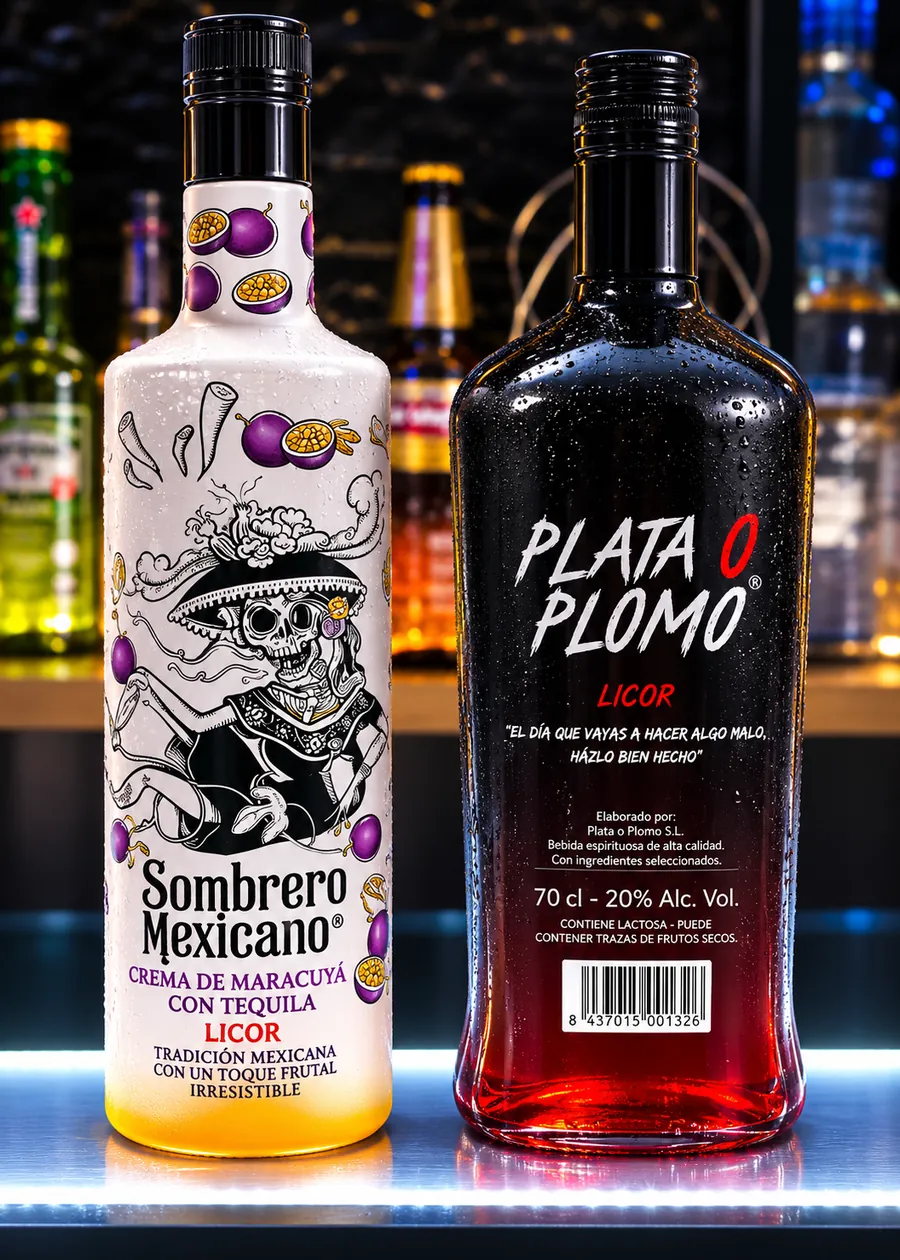 Sombrero
Mexicano®
CREMA DE MARACUYÁ
CON TEQUILA
LICOR
TRADICIÓN MEXICANA
CON UN TOQUE FRUTAL
IRRESISTIBLE
PLATA O
PLOMO®
LICOR
"EL DÍA QUE VAYAS A HACER ALGO MALO,
HÁZLO BIEN HECHO"
Elaborado por:
Plata o Plomo S.L.
Bebida espirituosa de alta calidad.
Con ingredientes seleccionados.
70 cl - 20% Alc. Vol.
CONTIENE LACTOSA - PUEDE
CONTENER TRAZAS DE FRUTOS SECOS.
8 437015 001326